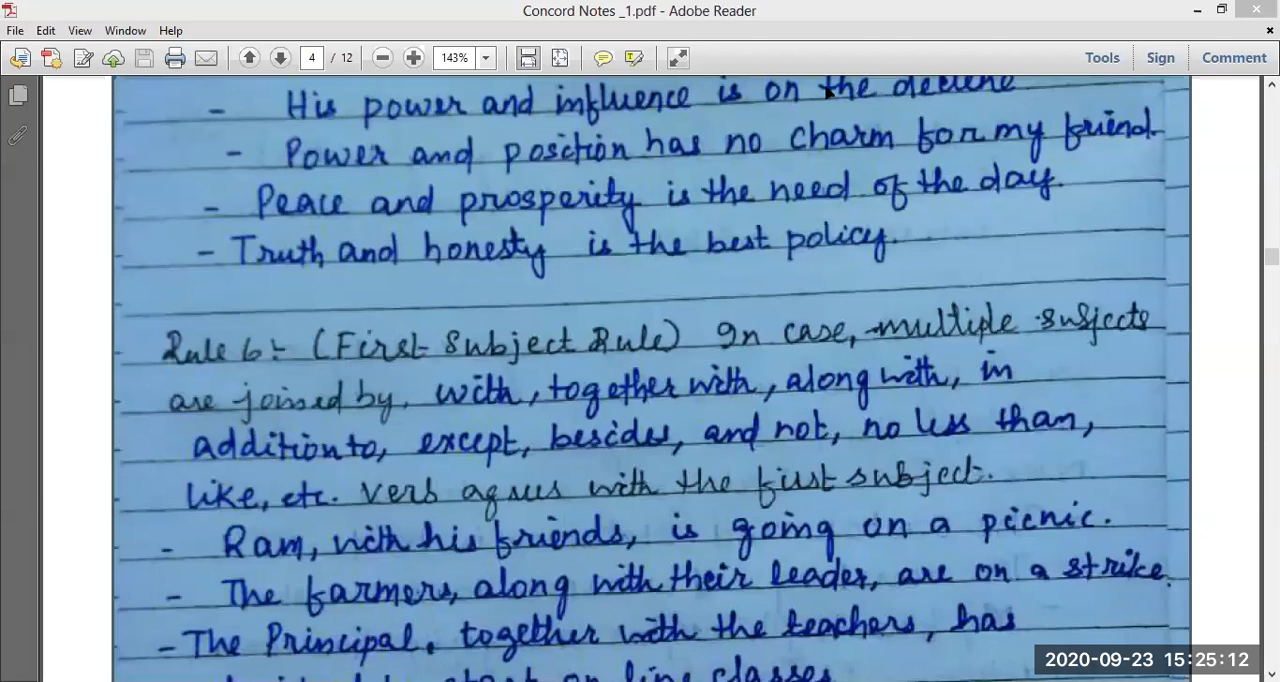 Concord Notes _1.pdf - Adobe Reader
File Edit View Window Help
4 / 12 143% Tools Sign Comment
- His power and influence is on the decline
- Power and position has no charm for my friend.
- Peace and prosperity is the need of the day.
- Truth and honesty is the best policy.
Rule 6:- (First Subject Rule) In case, multiple subjects
are joined by, with, together with, along with, in
addition to, except, besides, and not, no less than,
like, etc. verb agrees with the first subject.
- Ram, with his friends, is going on a picnic.
- The farmers, along with their leader, are on a strike.
- The Principal, together with the teachers, has
start on line classes
2020-09-23 15:25:12